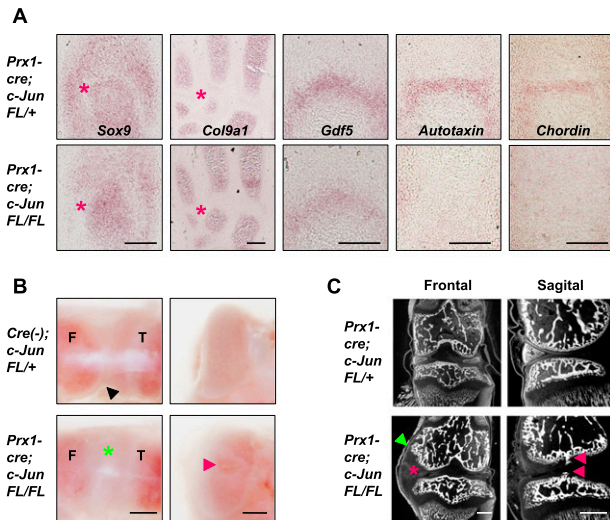 A
Prx1-
cre;
c-Jun
FL/+
Sox9 Col9a1 Gdf5 Autotaxin Chordin
Prx1-
cre;
c-Jun
FL/FL
B
Cre(-);
c-Jun
FL/+
F T
Prx1-
cre;
c-Jun
FL/FL
F T
C
Frontal Sagital
Prx1-
cre;
c-Jun
FL/+
Prx1-
cre;
c-Jun
FL/FL